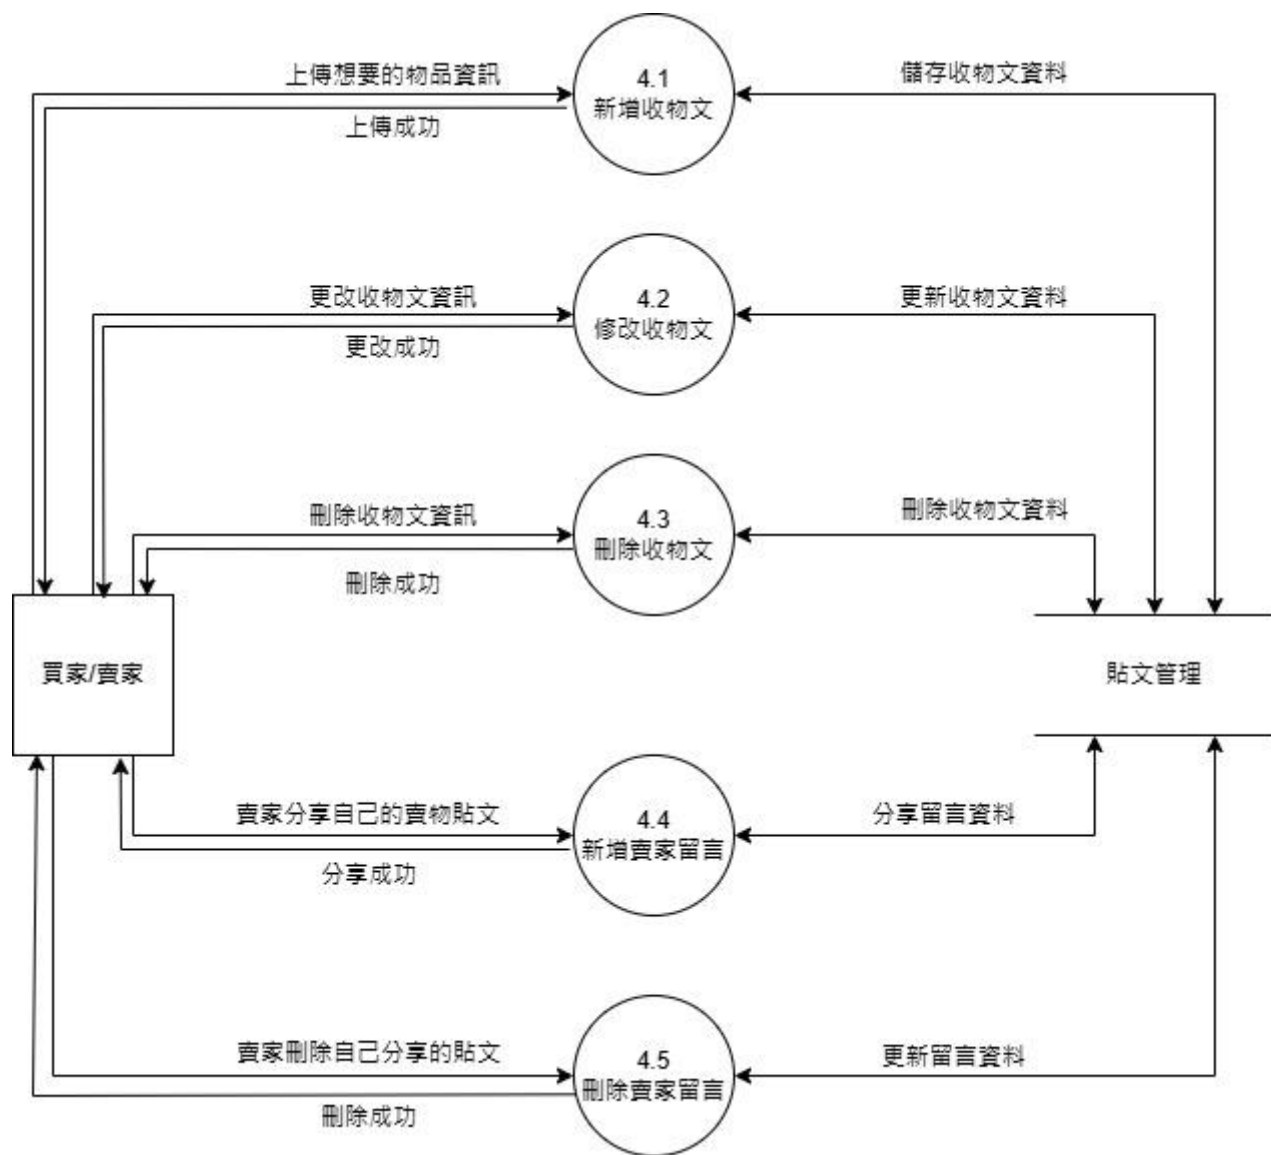 上傳想要的物品資訊
上傳成功
4.1
新增收物文
儲存收物文資料
更改收物文資訊
更改成功
4.2
修改收物文
更新收物文資料
刪除收物文資訊
刪除成功
4.3
刪除收物文
刪除收物文資料
買家/賣家
貼文管理
賣家分享自己的賣物貼文
分享成功
4.4
新增賣家留言
分享留言資料
賣家刪除自己分享的貼文
刪除成功
4.5
刪除賣家留言
更新留言資料